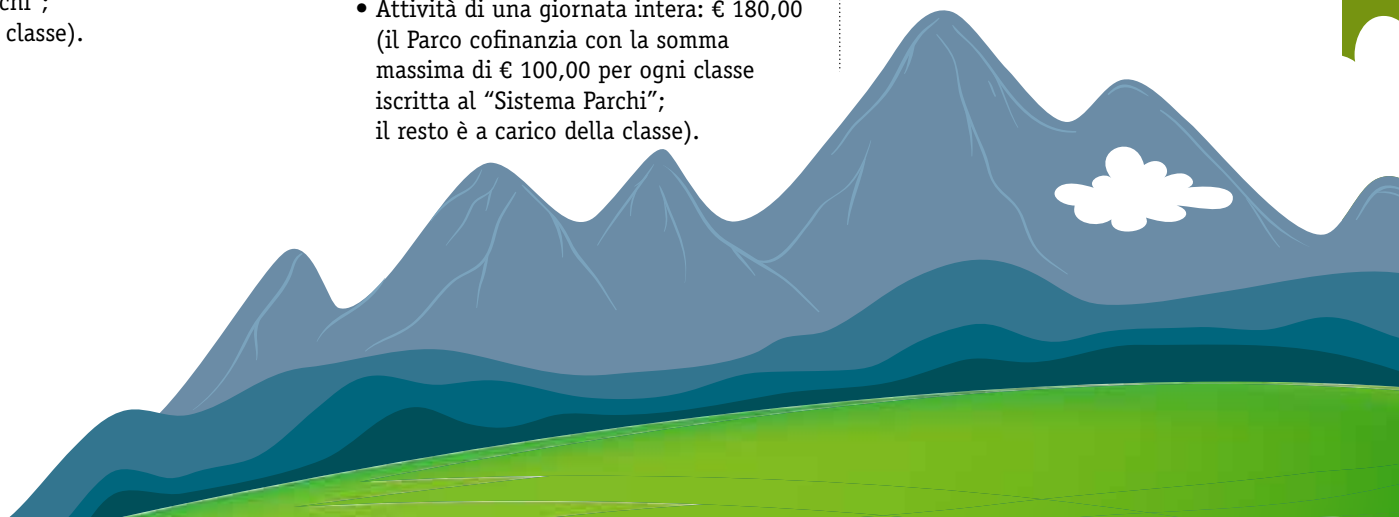 chi”;
classe).
• Attività di una giornata intera: € 180,00
(il Parco cofinanzia con la somma
massima di € 100,00 per ogni classe
iscritta al “Sistema Parchi”;
il resto è a carico della classe).